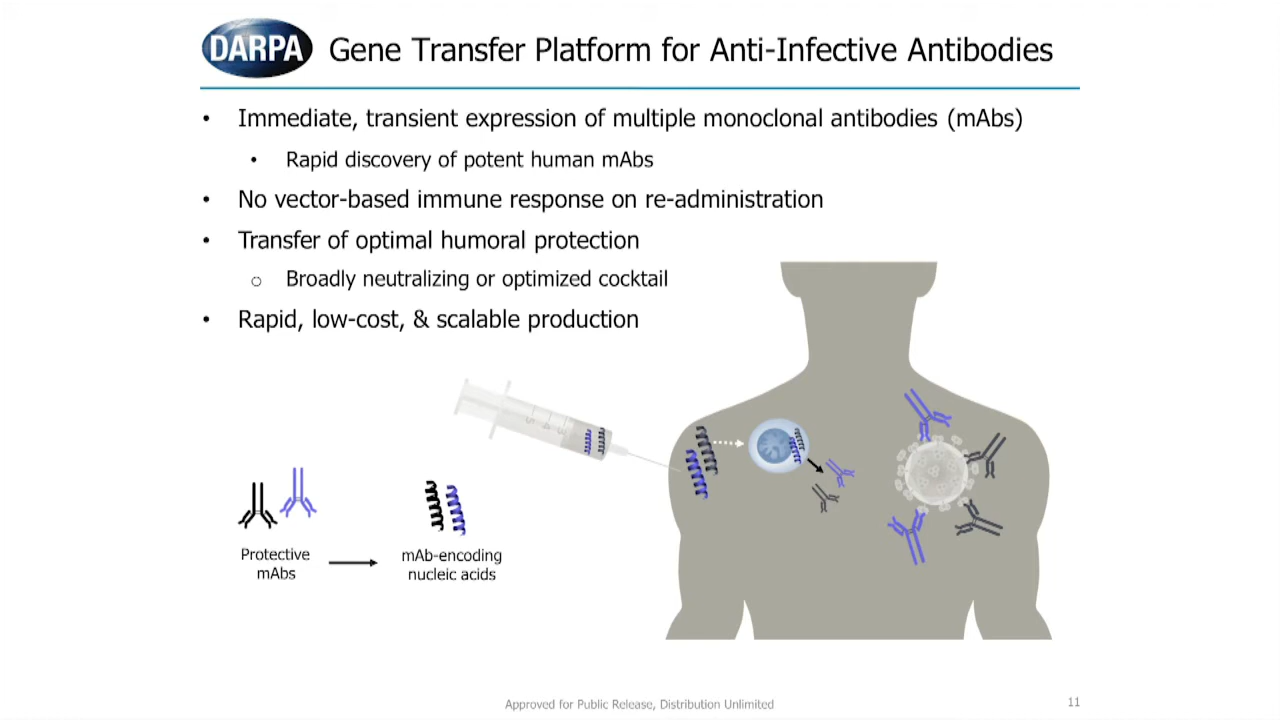 DARPA Gene Transfer Platform for Anti-Infective Antibodies
• Immediate, transient expression of multiple monoclonal antibodies (mAbs)
• Rapid discovery of potent human mAbs
• No vector-based immune response on re-administration
• Transfer of optimal humoral protection
○ Broadly neutralizing or optimized cocktail
• Rapid, low-cost, & scalable production
5 4 3
Protective
mAbs
mAb-encoding
nucleic acids
Approved for Public Release, Distribution Unlimited
11